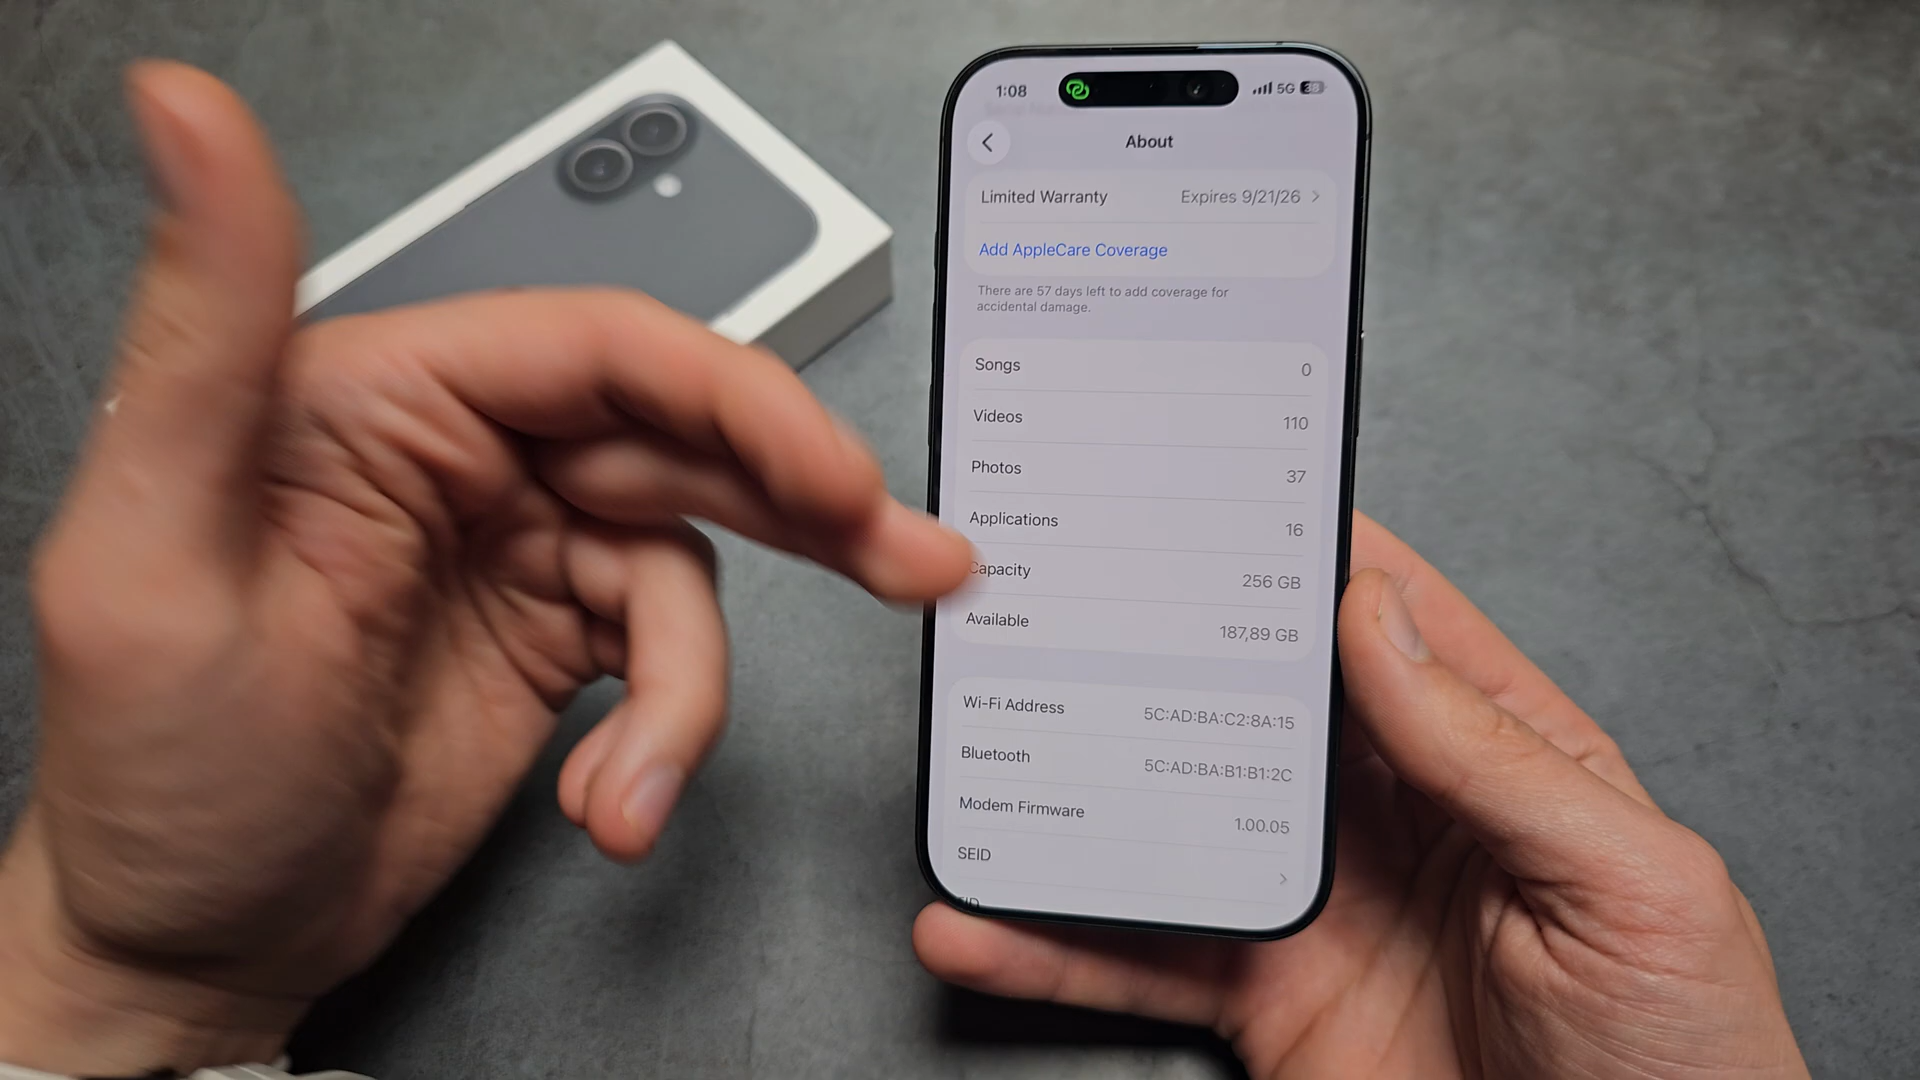 1:08
5G 38
About
Limited Warranty Expires 9/21/26
Add AppleCare Coverage
There are 57 days left to add coverage for
accidental damage.
Songs 0
Videos 110
Photos 37
Applications 16
Capacity 256 GB
Available 187,89 GB
Wi-Fi Address 5C:AD:BA:C2:8A:15
Bluetooth 5C:AD:BA:B1:B1:2C
Modem Firmware 1.00.05
SEID